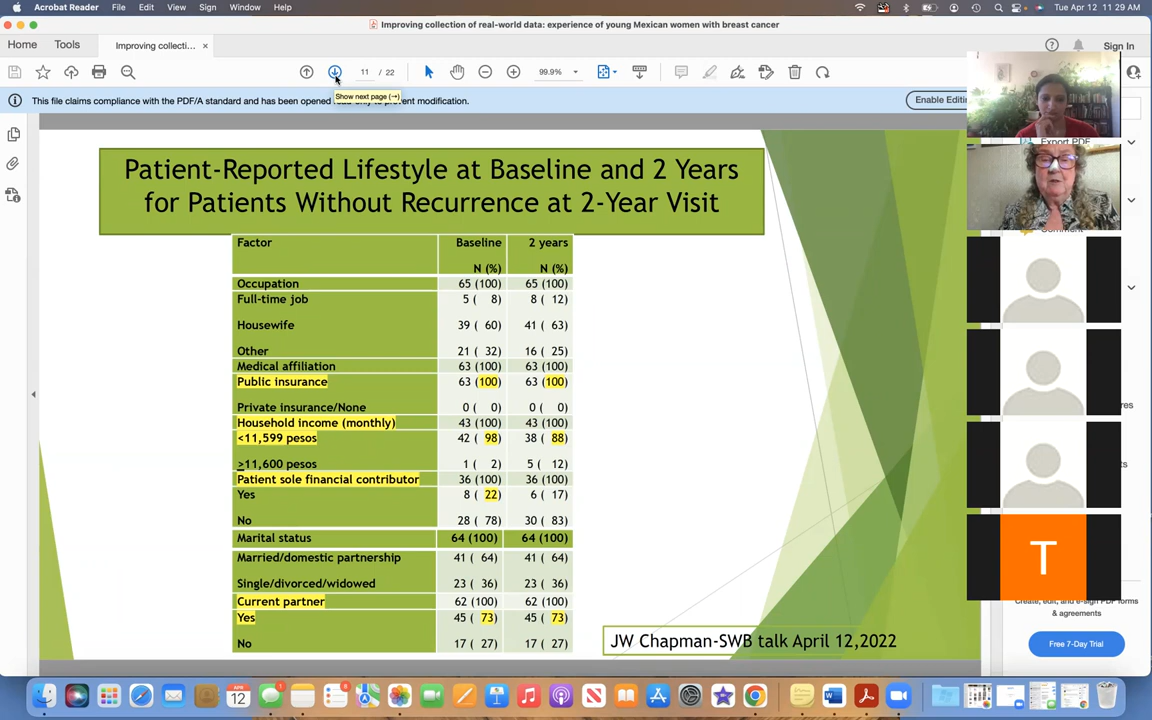 Acrobat Reader File Edit View Sign Window Help Tue Apr 12 11:29 AM
Improving collection of real-world data: experience of young Mexican women with breast cancer
Home Tools Improving collecti... × Sign In
11 / 22 99.9%
Show next page (→)
This file claims compliance with the PDF/A standard and has been opened read-only to prevent modification. Enable Editin
Export PDF
Patient-Reported Lifestyle at Baseline and 2 Years
for Patients Without Recurrence at 2-Year Visit
Factor Baseline 2 years
N (%) N (%)
Occupation 65 (100) 65 (100)
Full-time job 5 ( 8) 8 ( 12)
Housewife 39 ( 60) 41 ( 63)
Other 21 ( 32) 16 ( 25)
Medical affiliation 63 (100) 63 (100)
Public insurance 63 (100) 63 (100)
Private insurance/None 0 ( 0) 0 ( 0)
Household income (monthly) 43 (100) 43 (100)
<11,599 pesos 42 ( 98) 38 ( 88)
>11,600 pesos 1 ( 2) 5 ( 12)
Patient sole financial contributor 36 (100) 36 (100)
Yes 8 ( 22) 6 ( 17)
No 28 ( 78) 30 ( 83)
Marital status 64 (100) 64 (100)
Married/domestic partnership 41 ( 64) 41 ( 64)
Single/divorced/widowed 23 ( 36) 23 ( 36)
Current partner 62 (100) 62 (100)
Yes 45 ( 73) 45 ( 73)
No 17 ( 27) 17 ( 27)
JW Chapman-SWB talk April 12,2022
T
Create, edit, and e-sign PDF forms
& agreements
Free 7-Day Trial
APR
12